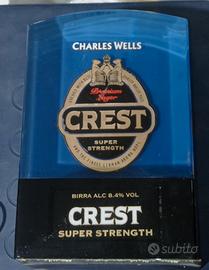 CHARLES WELLS
Premium
Lager
CREST
SUPER
STRENGTH
BIRRA ALC 8.4% VOL
CREST
SUPER STRENGTH
subito